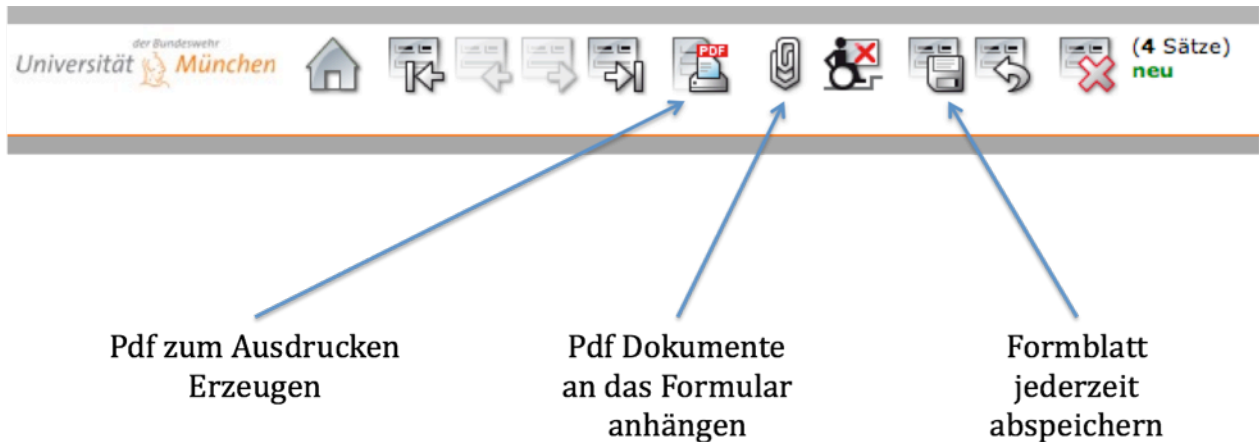 der Bundeswehr
Universität München
PDF
(4 Sätze)
neu
Pdf zum Ausdrucken
Erzeugen
Pdf Dokumente
an das Formular
anhängen
Formblatt
jederzeit
abspeichern